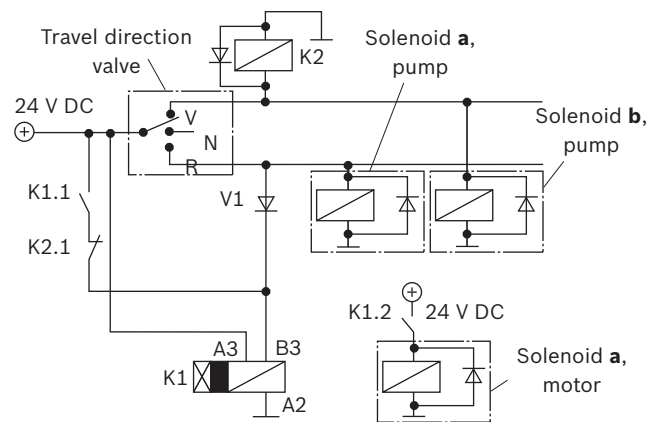 Travel direction
valve
K2
Solenoid a,
pump
24 V DC
V
N
R
Solenoid b,
pump
K1.1
V1
K2.1
K1.2
24 V DC
A3
B3
K1
A2
Solenoid a,
motor